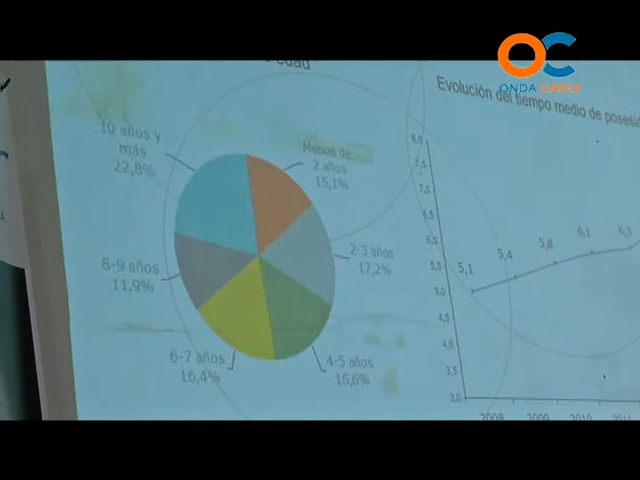 OC
ONDA CÁDIZ
edad
Evolución del tiempo medio de
10 años y
más
22,8%
Menos de
2 años
15,1%
2-3 años
17,2%
4-5 años
16,6%
6-7 años
16,4%
8-9 años
11,9%
8,0
7,5
7,0
6,5
6,0
5,5
5,0
4,5
4,0
3,5
3,0
5,1
5,4
5,8
6,1
6,3
2008
2009
2010
2011